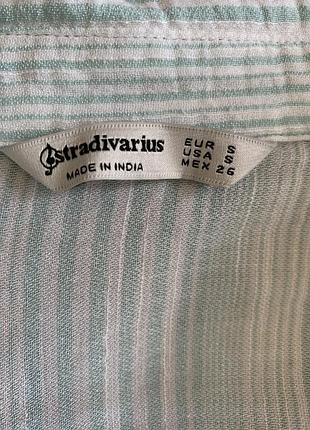 stradivarius
MADE IN INDIA
EUR S
USA S
MEX 26